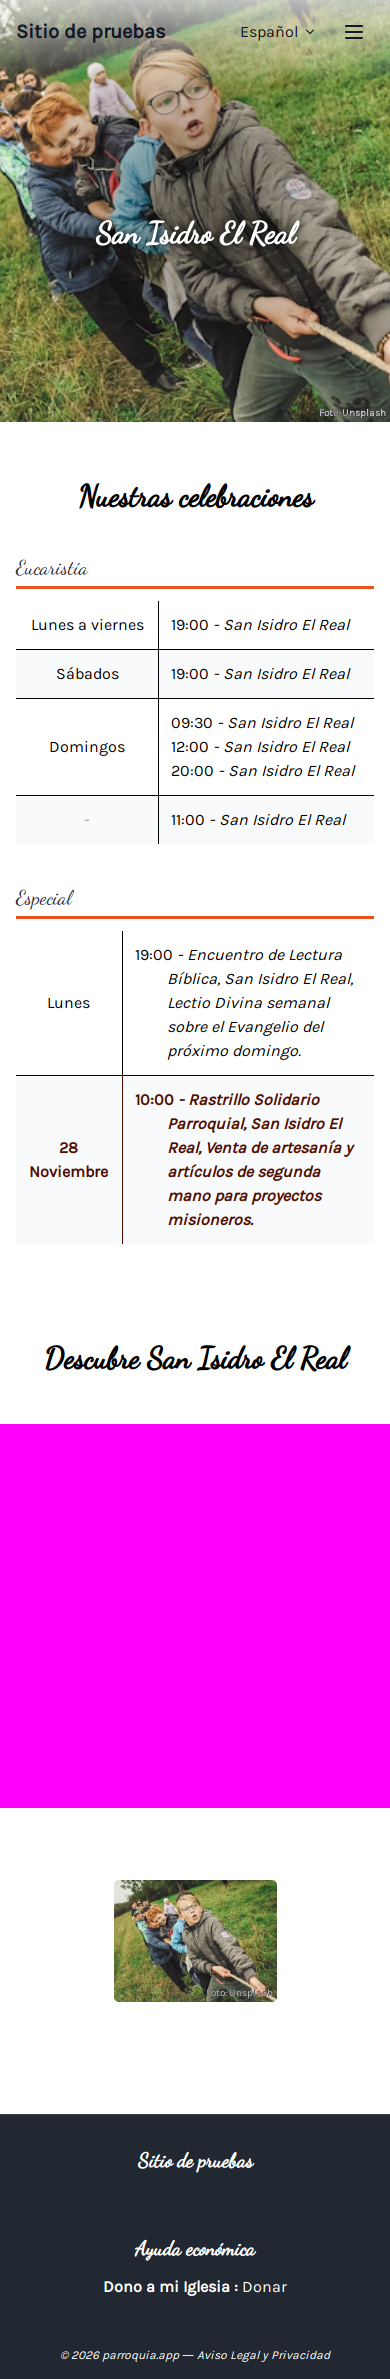 Sitio de pruebas
Español
San Isidro El Real
Foto: Unsplash
Nuestras celebraciones
Eucaristía
Lunes a viernes
19:00 - San Isidro El Real
Sábados
19:00 - San Isidro El Real
Domingos
09:30 - San Isidro El Real
12:00 - San Isidro El Real
20:00 - San Isidro El Real
-
11:00 - San Isidro El Real
Especial
Lunes
19:00 - Encuentro de Lectura
Bíblica, San Isidro El Real,
Lectio Divina semanal
sobre el Evangelio del
próximo domingo.
28
Noviembre
10:00 - Rastrillo Solidario
Parroquial, San Isidro El
Real, Venta de artesanía y
artículos de segunda
mano para proyectos
misioneros.
Descubre San Isidro El Real
Foto: Unsplash
Sitio de pruebas
Ayuda económica
Dono a mi Iglesia : Donar
© 2026 parroquia.app — Aviso Legal y Privacidad